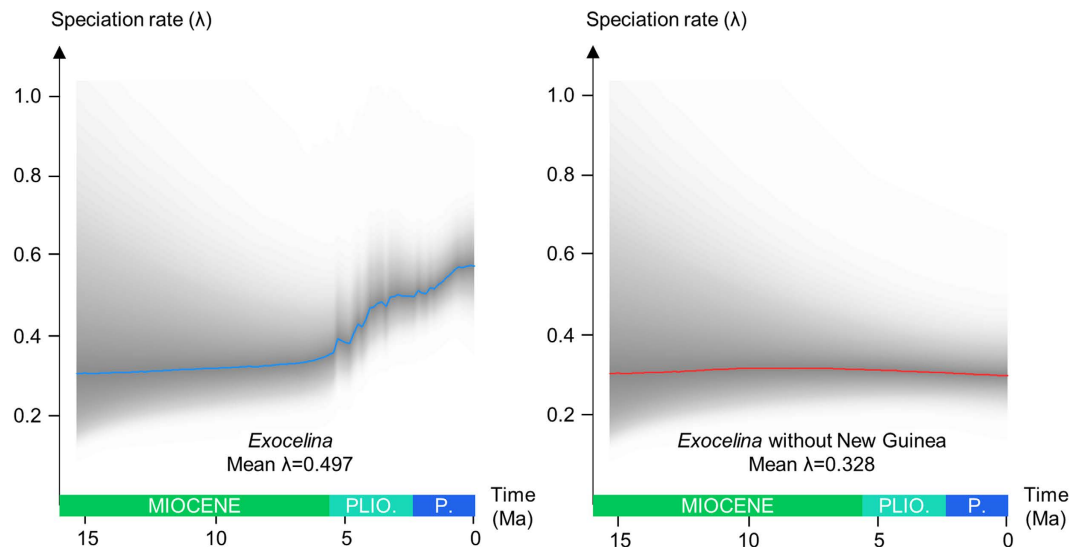 Speciation rate (λ)
1.0
0.8
0.6
0.4
0.2
Exocelina
Mean λ=0.497
MIOCENE PLIO. P.
Time
(Ma)
15 10 5 0
Speciation rate (λ)
1.0
0.8
0.6
0.4
0.2
Exocelina without New Guinea
Mean λ=0.328
MIOCENE PLIO. P.
Time
(Ma)
15 10 5 0